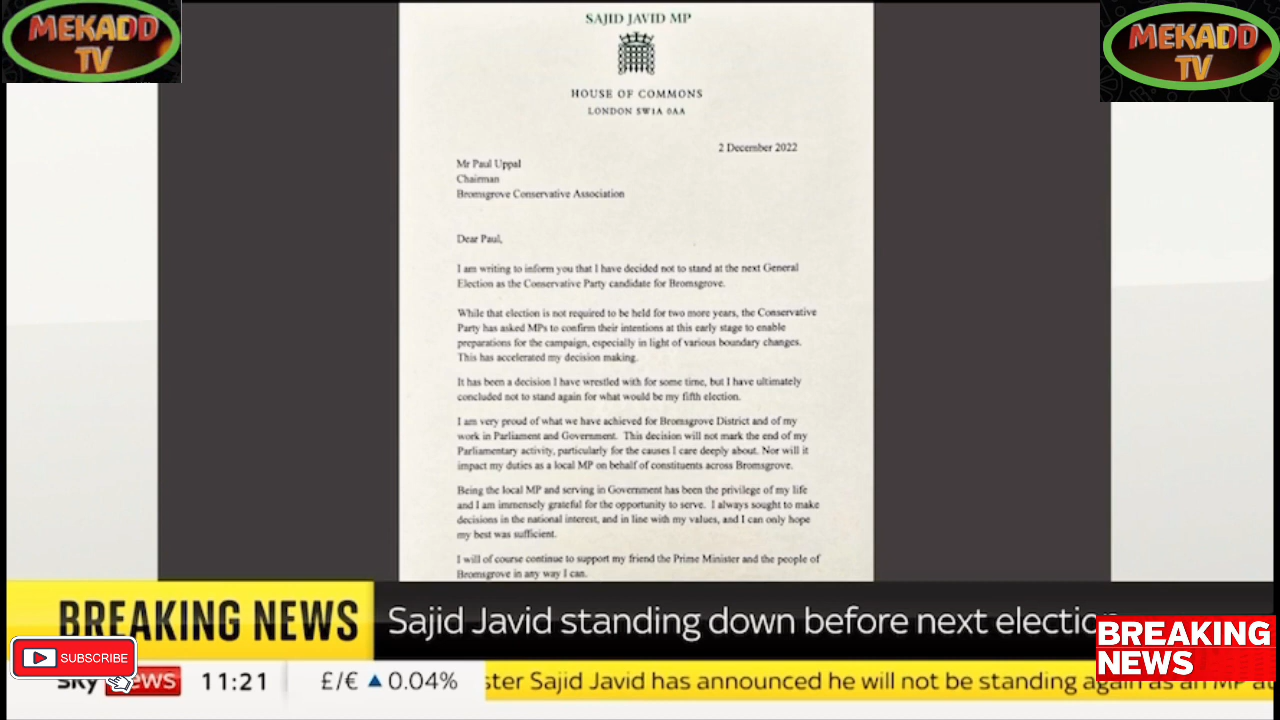 MEKADD
TV
MEKADD
TV
SAJID JAVID MP
HOUSE OF COMMONS
LONDON SW1A 0AA
2 December 2022
Mr Paul Uppal
Chairman
Bromsgrove Conservative Association
Dear Paul,
I am writing to inform you that I have decided not to stand at the next General
Election as the Conservative Party candidate for Bromsgrove.
While that election is not required to be held for two more years, the Conservative
Party has asked MPs to confirm their intentions at this early stage to enable
preparations for the campaign, especially in light of various boundary changes.
This has accelerated my decision making.
It has been a decision I have wrestled with for some time, but I have ultimately
concluded not to stand again for what would be my fifth election.
I am very proud of what we have achieved for Bromsgrove District and of my
work in Parliament and Government. This decision will not mark the end of my
Parliamentary activity, particularly for the causes I care deeply about. Nor will it
impact my duties as a local MP on behalf of constituents across Bromsgrove.
Being the local MP and serving in Government has been the privilege of my life
and I am immensely grateful for the opportunity to serve. I always sought to make
decisions in the national interest, and in line with my values, and I can only hope
my best was sufficient.
I will of course continue to support my friend the Prime Minister and the people of
Bromsgrove in any way I can.
BREAKING NEWS
Sajid Javid standing down before next election
BREAKING
NEWS
SUBSCRIBE
sky news 11:21 £/€ ▲ 0.04% ster Sajid Javid has announced he will not be standing again as an MP at